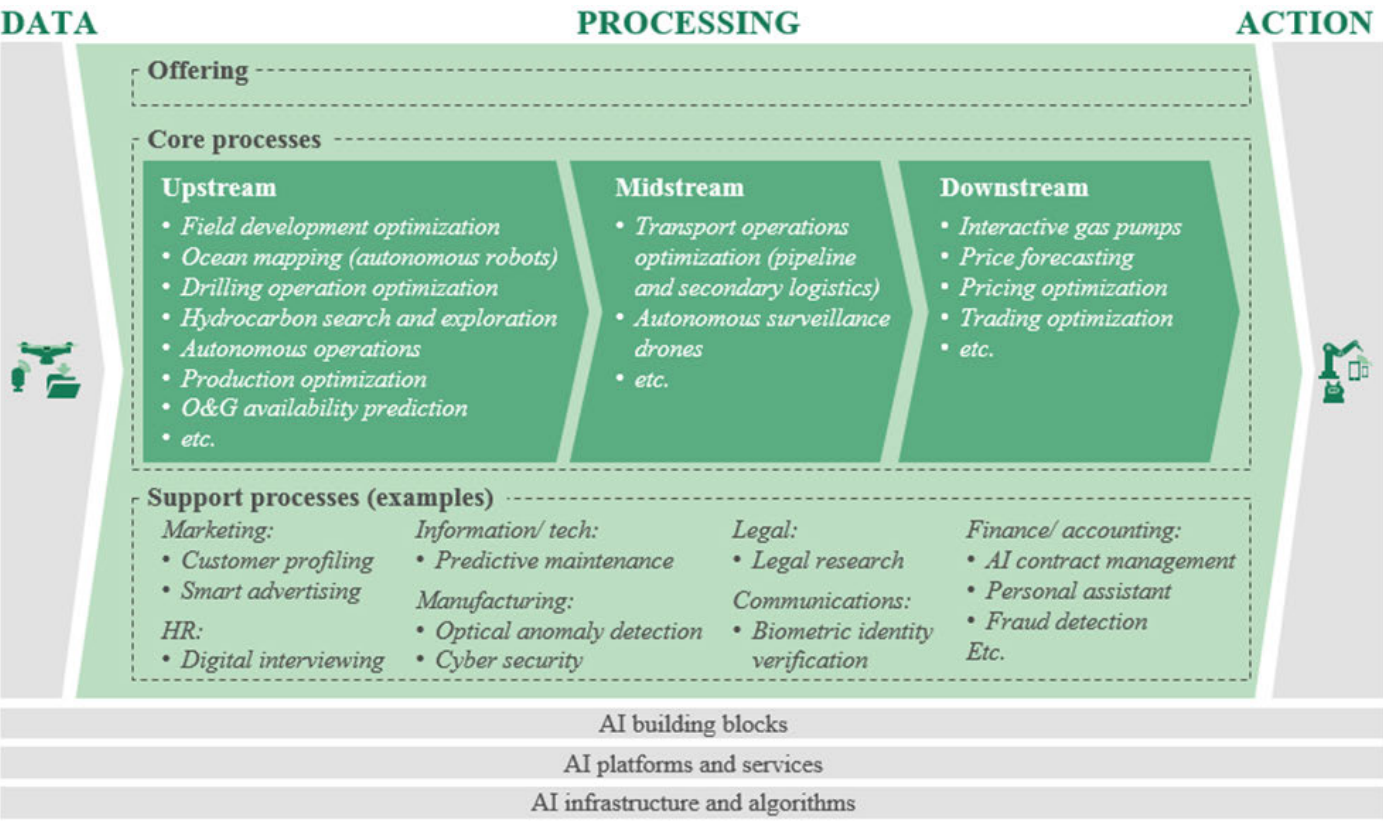 DATA
PROCESSING
ACTION
Offering
Core processes
Upstream
• Field development optimization
• Ocean mapping (autonomous robots)
• Drilling operation optimization
• Hydrocarbon search and exploration
• Autonomous operations
• Production optimization
• O&G availability prediction
• etc.
Midstream
• Transport operations
optimization (pipeline
and secondary logistics)
• Autonomous surveillance
drones
• etc.
Downstream
• Interactive gas pumps
• Price forecasting
• Pricing optimization
• Trading optimization
• etc.
Support processes (examples)
Marketing:
• Customer profiling
• Smart advertising
HR:
• Digital interviewing
Information/ tech:
• Predictive maintenance
Manufacturing:
• Optical anomaly detection
• Cyber security
Legal:
• Legal research
Communications:
• Biometric identity
verification
Finance/ accounting:
• AI contract management
• Personal assistant
• Fraud detection
Etc.
AI building blocks
AI platforms and services
AI infrastructure and algorithms